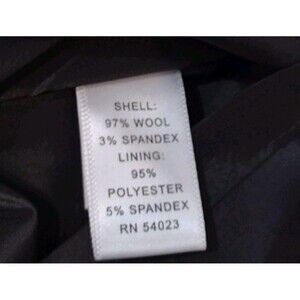 SHELL:
97% WOOL
3% SPANDEX
LINING:
95%
POLYESTER
5% SPANDEX
RN 54023